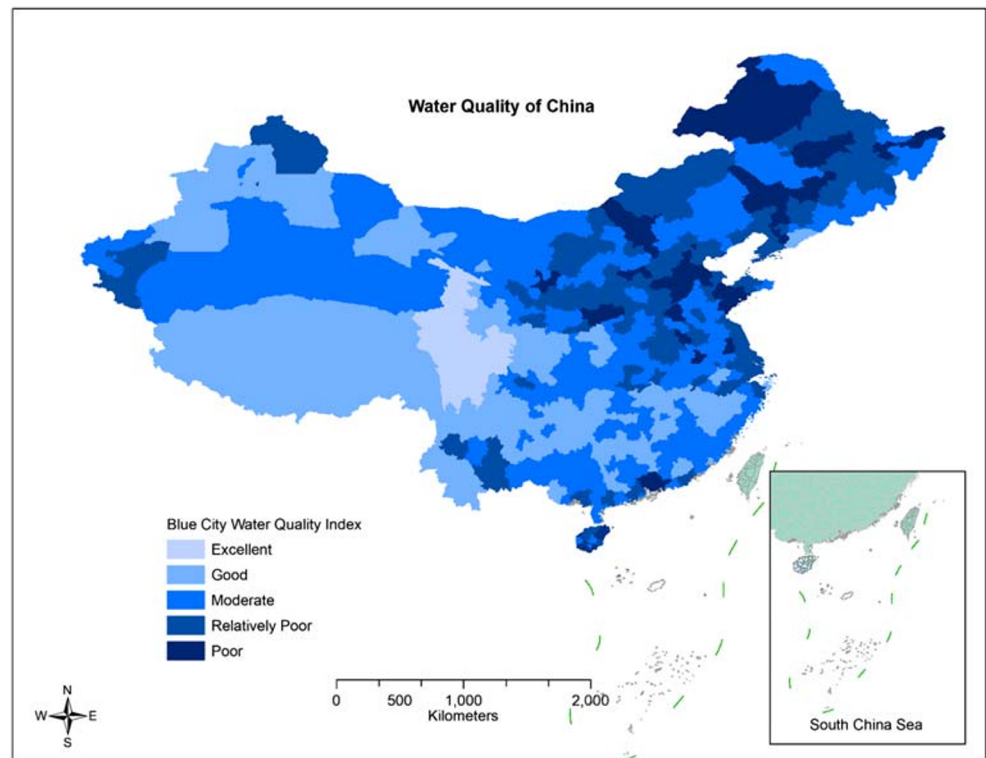 Water Quality of China
Blue City Water Quality Index
Excellent
Good
Moderate
Relatively Poor
Poor
0 500 1,000 2,000
Kilometers
N
W E
S
South China Sea